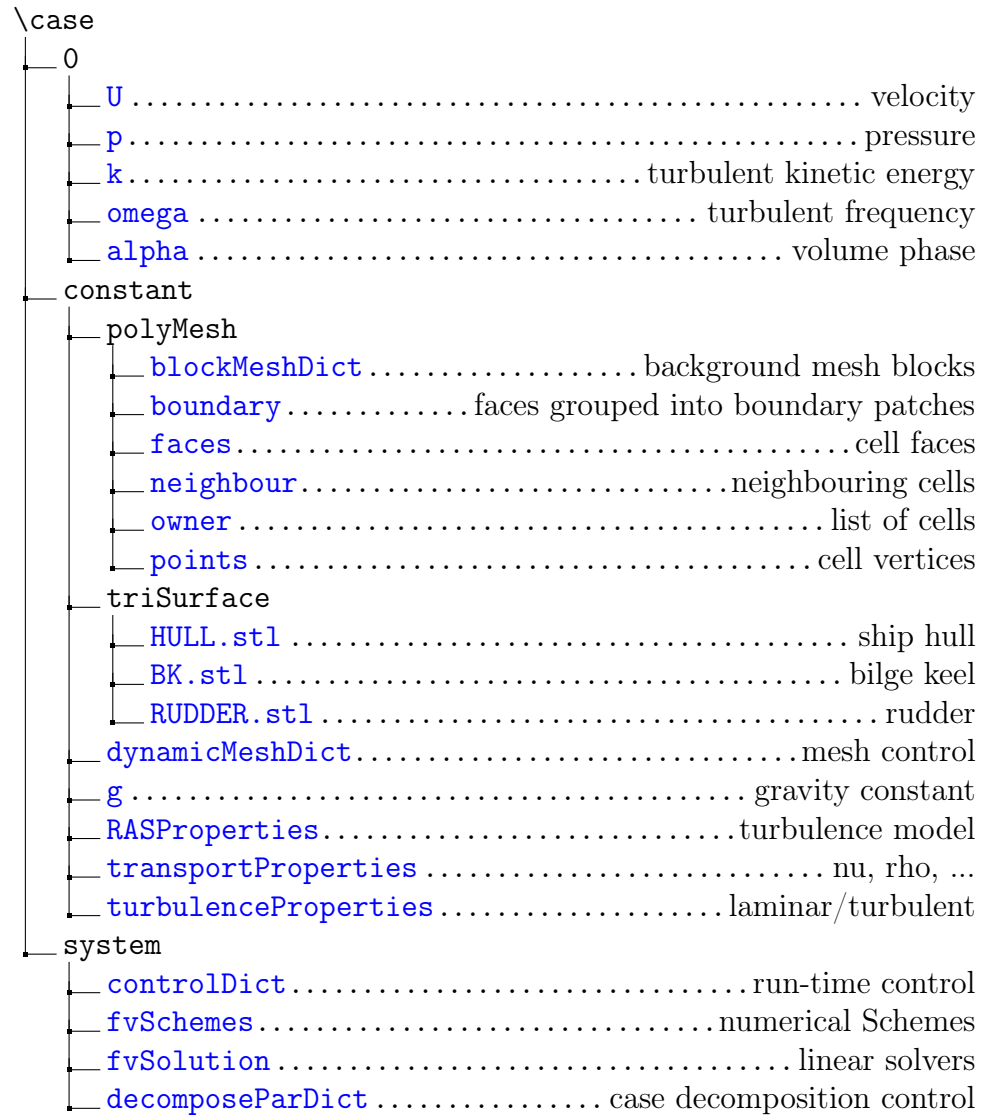 \case
0
U ........ velocity
p ........ pressure
k ........ turbulent kinetic energy
omega ........ turbulent frequency
alpha ........ volume phase
constant
polyMesh
blockMeshDict ........ background mesh blocks
boundary ........ faces grouped into boundary patches
faces ........ cell faces
neighbour ........ neighbouring cells
owner ........ list of cells
points ........ cell vertices
triSurface
HULL.stl ........ ship hull
BK.stl ........ bilge keel
RUDDER.stl ........ rudder
dynamicMeshDict ........ mesh control
g ........ gravity constant
RASProperties ........ turbulence model
transportProperties ........ nu, rho, ...
turbulenceProperties ........ laminar/turbulent
system
controlDict ........ run-time control
fvSchemes ........ numerical Schemes
fvSolution ........ linear solvers
decomposeParDict ........ case decomposition control